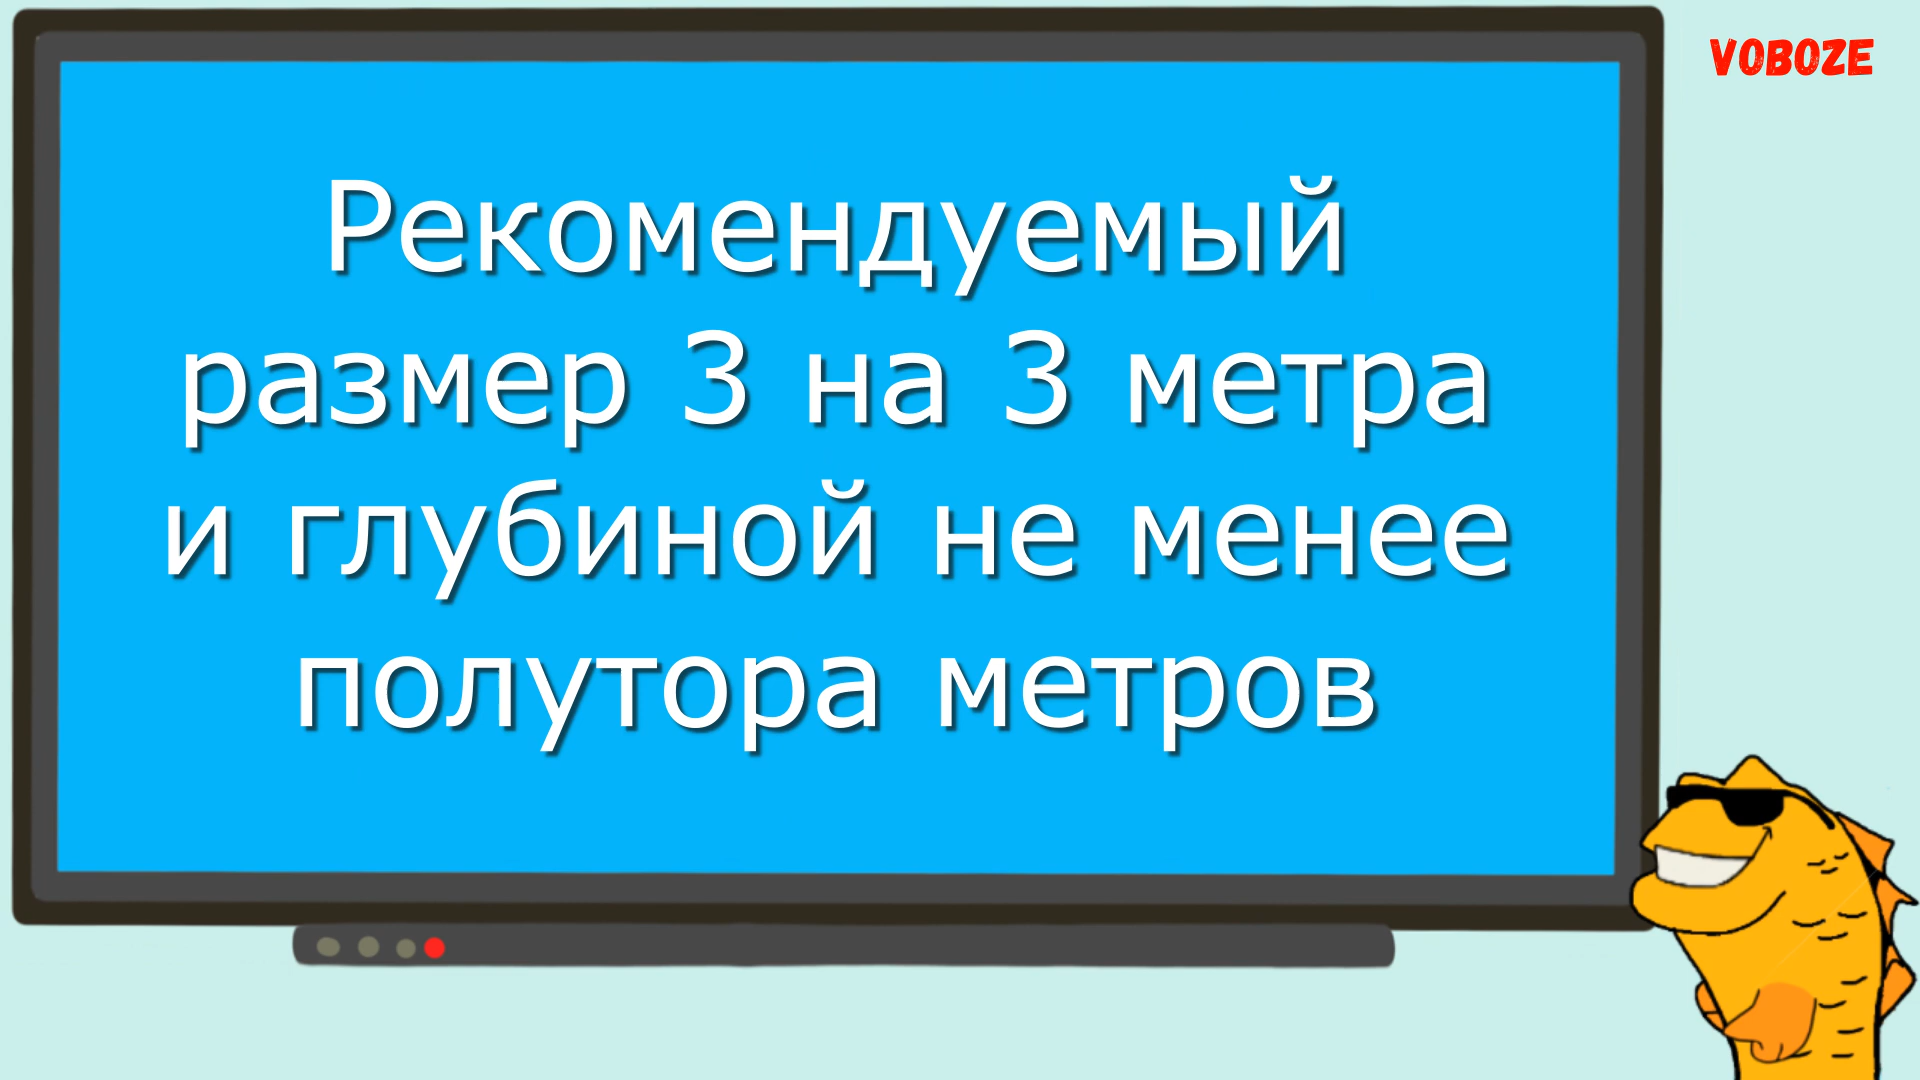 VOBOZE
Рекомендуемый
размер 3 на 3 метра
и глубиной не менее
полутора метров